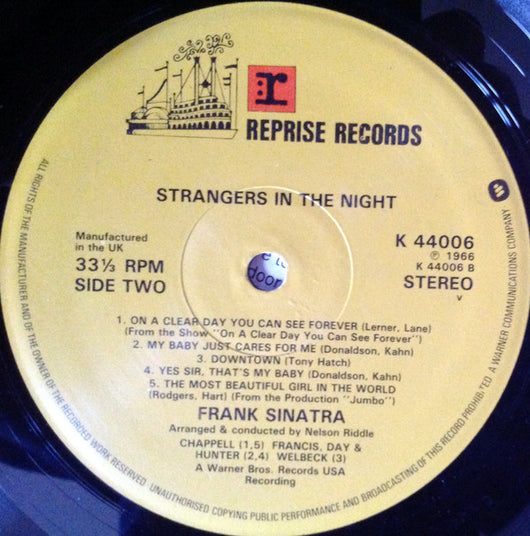 :r
REPRISE RECORDS
STRANGERS IN THE NIGHT
Manufactured
in the UK
33⅓ RPM
SIDE TWO
K 44006
Ⓟ 1966
K 44006 B
STEREO
v
door
1. ON A CLEAR DAY YOU CAN SEE FOREVER (Lerner, Lane)
(From the Show "On A Clear Day You Can See Forever")
2. MY BABY JUST CARES FOR ME (Donaldson, Kahn)
3. DOWNTOWN (Tony Hatch)
4. YES SIR, THAT'S MY BABY (Donaldson, Kahn)
5. THE MOST BEAUTIFUL GIRL IN THE WORLD
(Rodgers, Hart) (From the Production "Jumbo")
FRANK SINATRA
Arranged & conducted by Nelson Riddle
CHAPPELL (1,5) FRANCIS, DAY &
HUNTER (2,4) WELBECK (3)
A Warner Bros. Records USA
Recording
ALL RIGHTS OF THE MANUFACTURER AND OF THE OWNER OF THE RECORDED WORK RESERVED. UNAUTHORISED COPYING PUBLIC PERFORMANCE AND BROADCASTING OF THIS RECORD PROHIBITED. A WARNER COMMUNICATIONS COMPANY